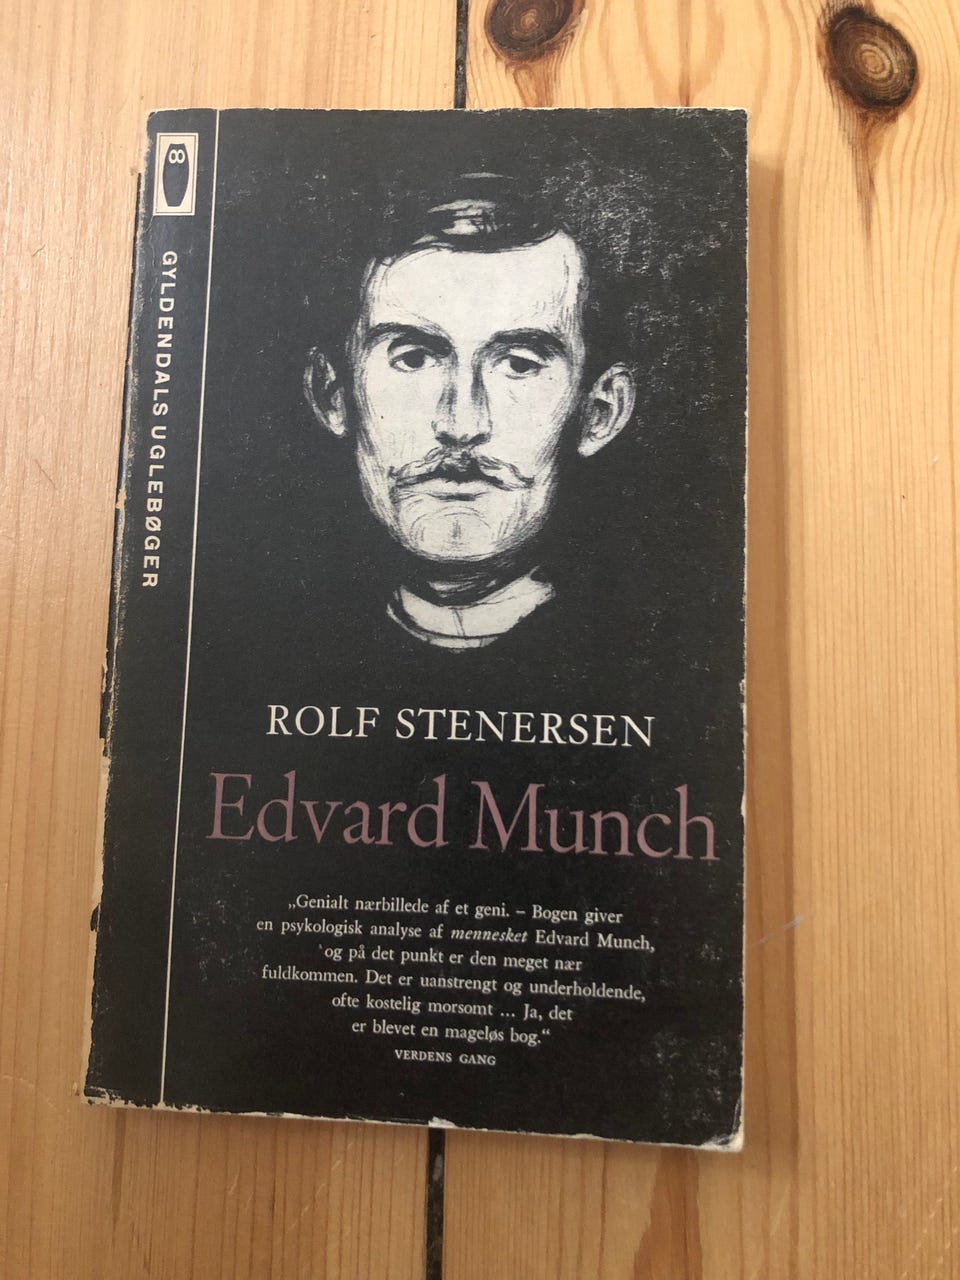 GYLDENDALS UGLEBØGER
ROLF STENERSEN
Edvard Munch
„Genialt nærbillede af et geni. – Bogen giver
en psykologisk analyse af mennesket Edvard Munch,
og på det punkt er den meget nær
fuldkommen. Det er uanstrengt og underholdende,
ofte kostelig morsomt ... Ja, det
er blevet en mageløs bog.“
VERDENS GANG